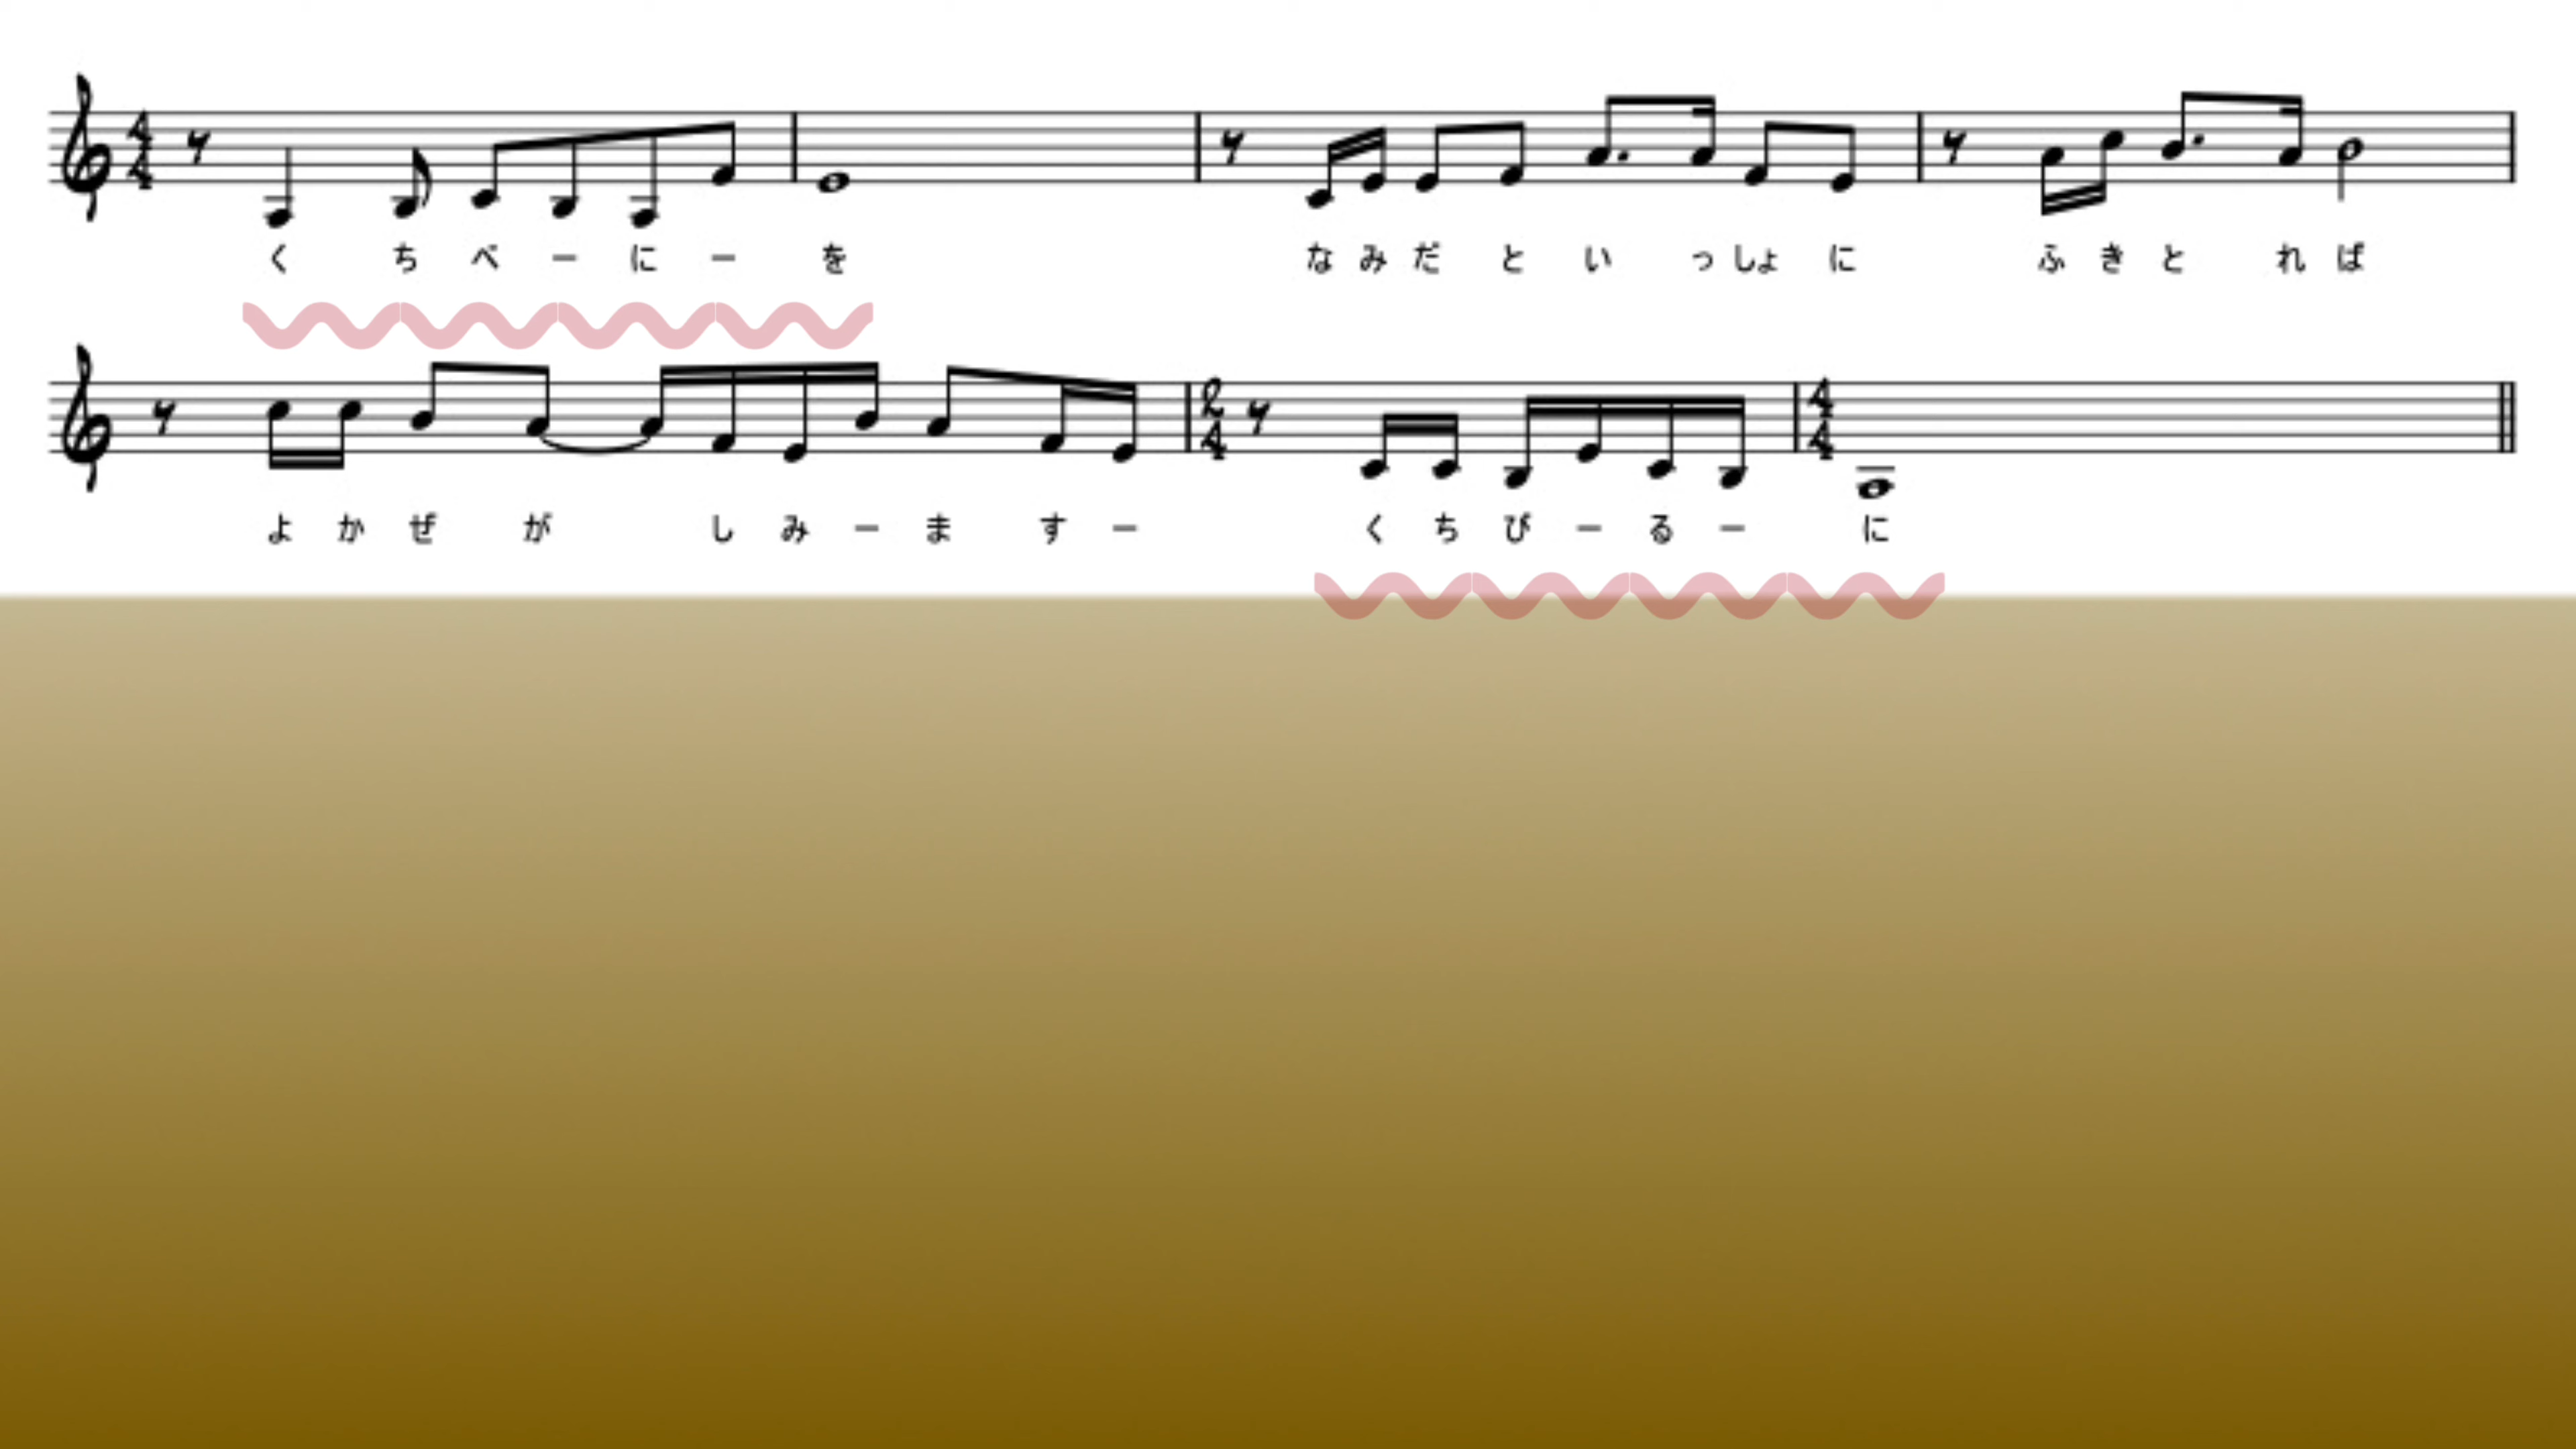 く ち べ ー に ー を な み だ と い っ しょ に ふ き と れ ば
よ か ぜ が し み ー ま す ー く ち び ー る ー に